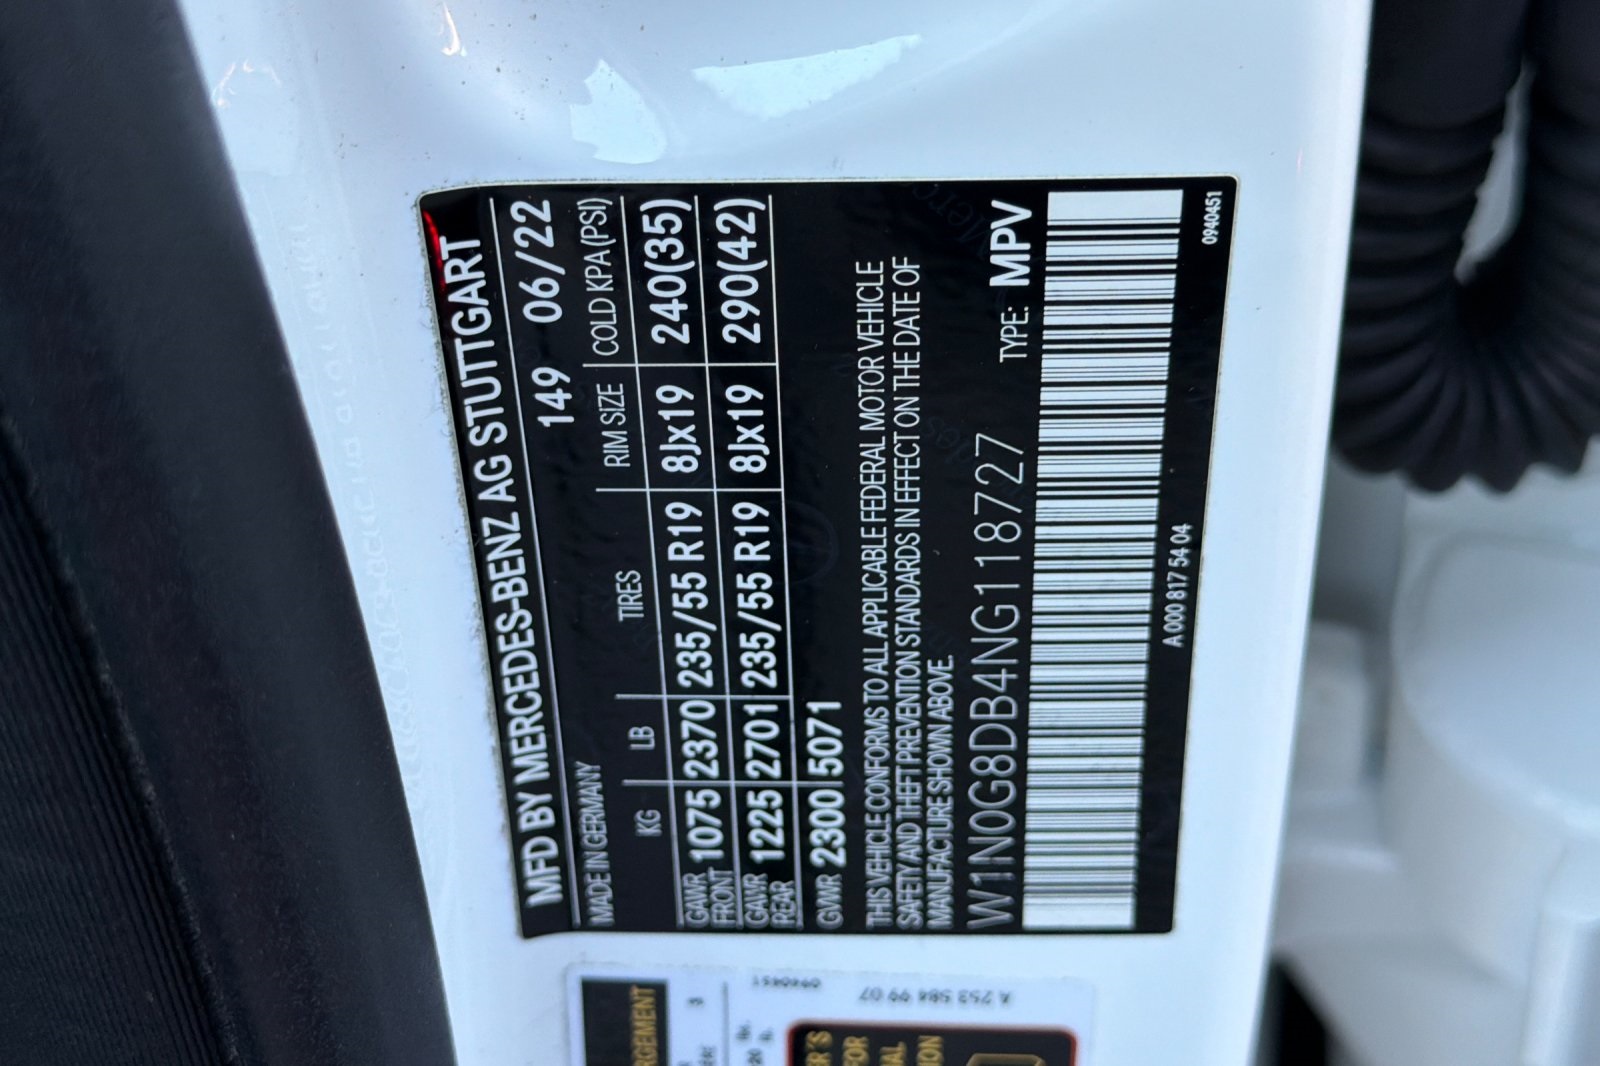 MFD BY MERCEDES-BENZ AG STUTTGART
MADE IN GERMANY 149 06/22
KG LB TIRES RIM SIZE COLD KPA (PSI)
GAWR FRONT 1075 2370 235/55 R19 8Jx19 240(35)
GAWR REAR 1225 2701 235/55 R19 8Jx19 290(42)
GVWR 2300 5071
THIS VEHICLE CONFORMS TO ALL APPLICABLE FEDERAL MOTOR VEHICLE
SAFETY AND THEFT PREVENTION STANDARDS IN EFFECT ON THE DATE OF
MANUFACTURE SHOWN ABOVE.
W1N0G8DB4NG118727 TYPE: MPV
A 000 817 54 04 0940451
RGEMENT
3
0940451
A 253 584 99 07
R'S
FOR